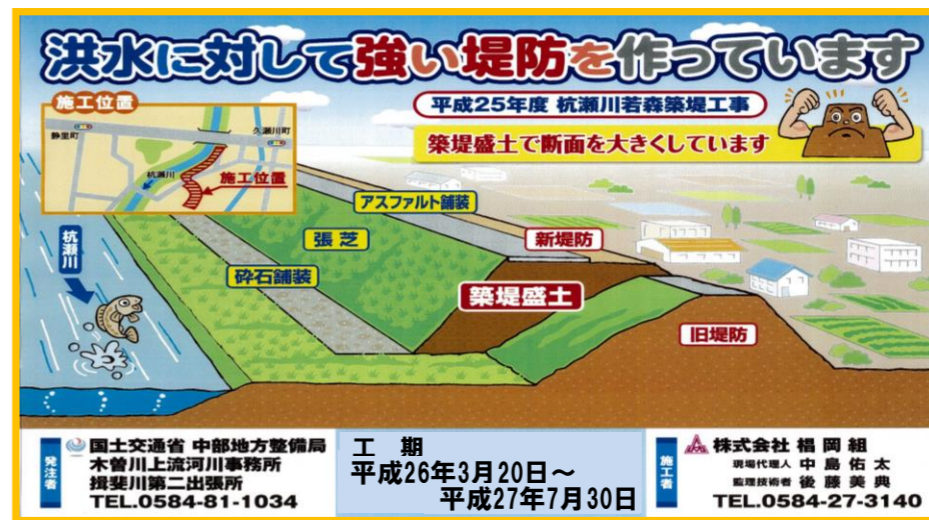 洪水に対して強い堤防を作っています
平成25年度 杭瀬川若森築堤工事
築堤盛土で断面を大きくしています
施工位置
静里町
久瀬川町
杭瀬川
施工位置
アスファルト舗装
張芝
新堤防
砕石舗装
築堤盛土
旧堤防
杭瀬川
発注者
国土交通省 中部地方整備局
木曽川上流河川事務所
揖斐川第二出張所
TEL.0584-81-1034
工 期
平成26年3月20日～
平成27年7月30日
施工者
株式会社 椙岡組
現場代理人 中島佑太
監理技術者 後藤美典
TEL.0584-27-3140